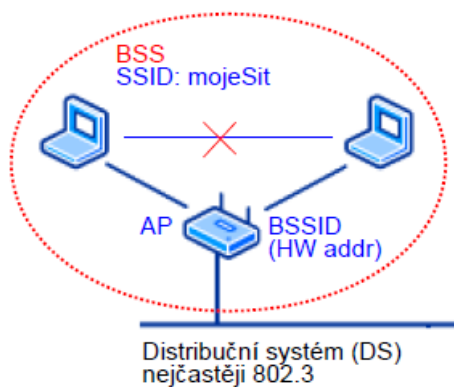 BSS
SSID: mojeSit
AP
BSSID
(HW addr)
Distribuční systém (DS)
nejčastěji 802.3